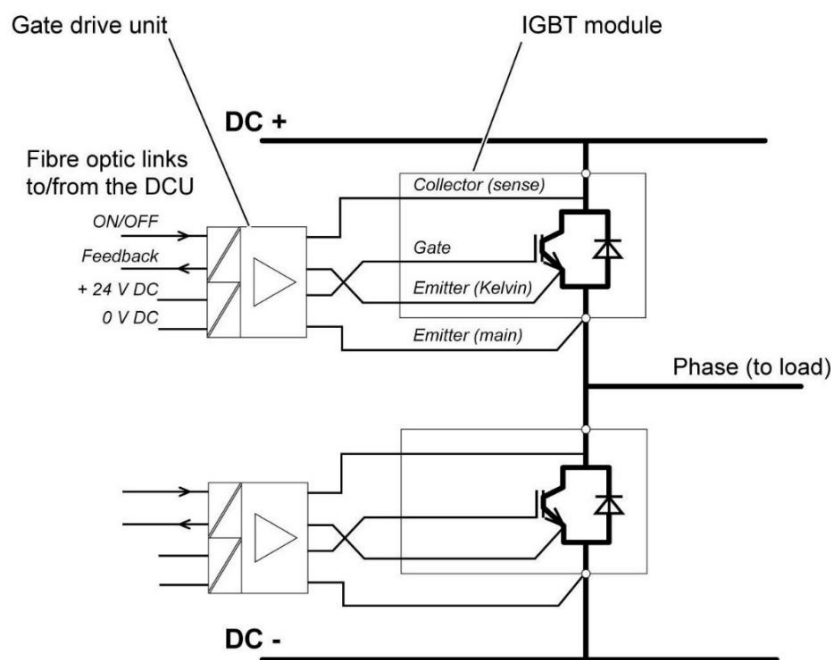 Gate drive unit
IGBT module
DC +
Fibre optic links
to/from the DCU
Collector (sense)
ON/OFF
Gate
Feedback
+ 24 V DC
Emitter (Kelvin)
0 V DC
Emitter (main)
Phase (to load)
DC -